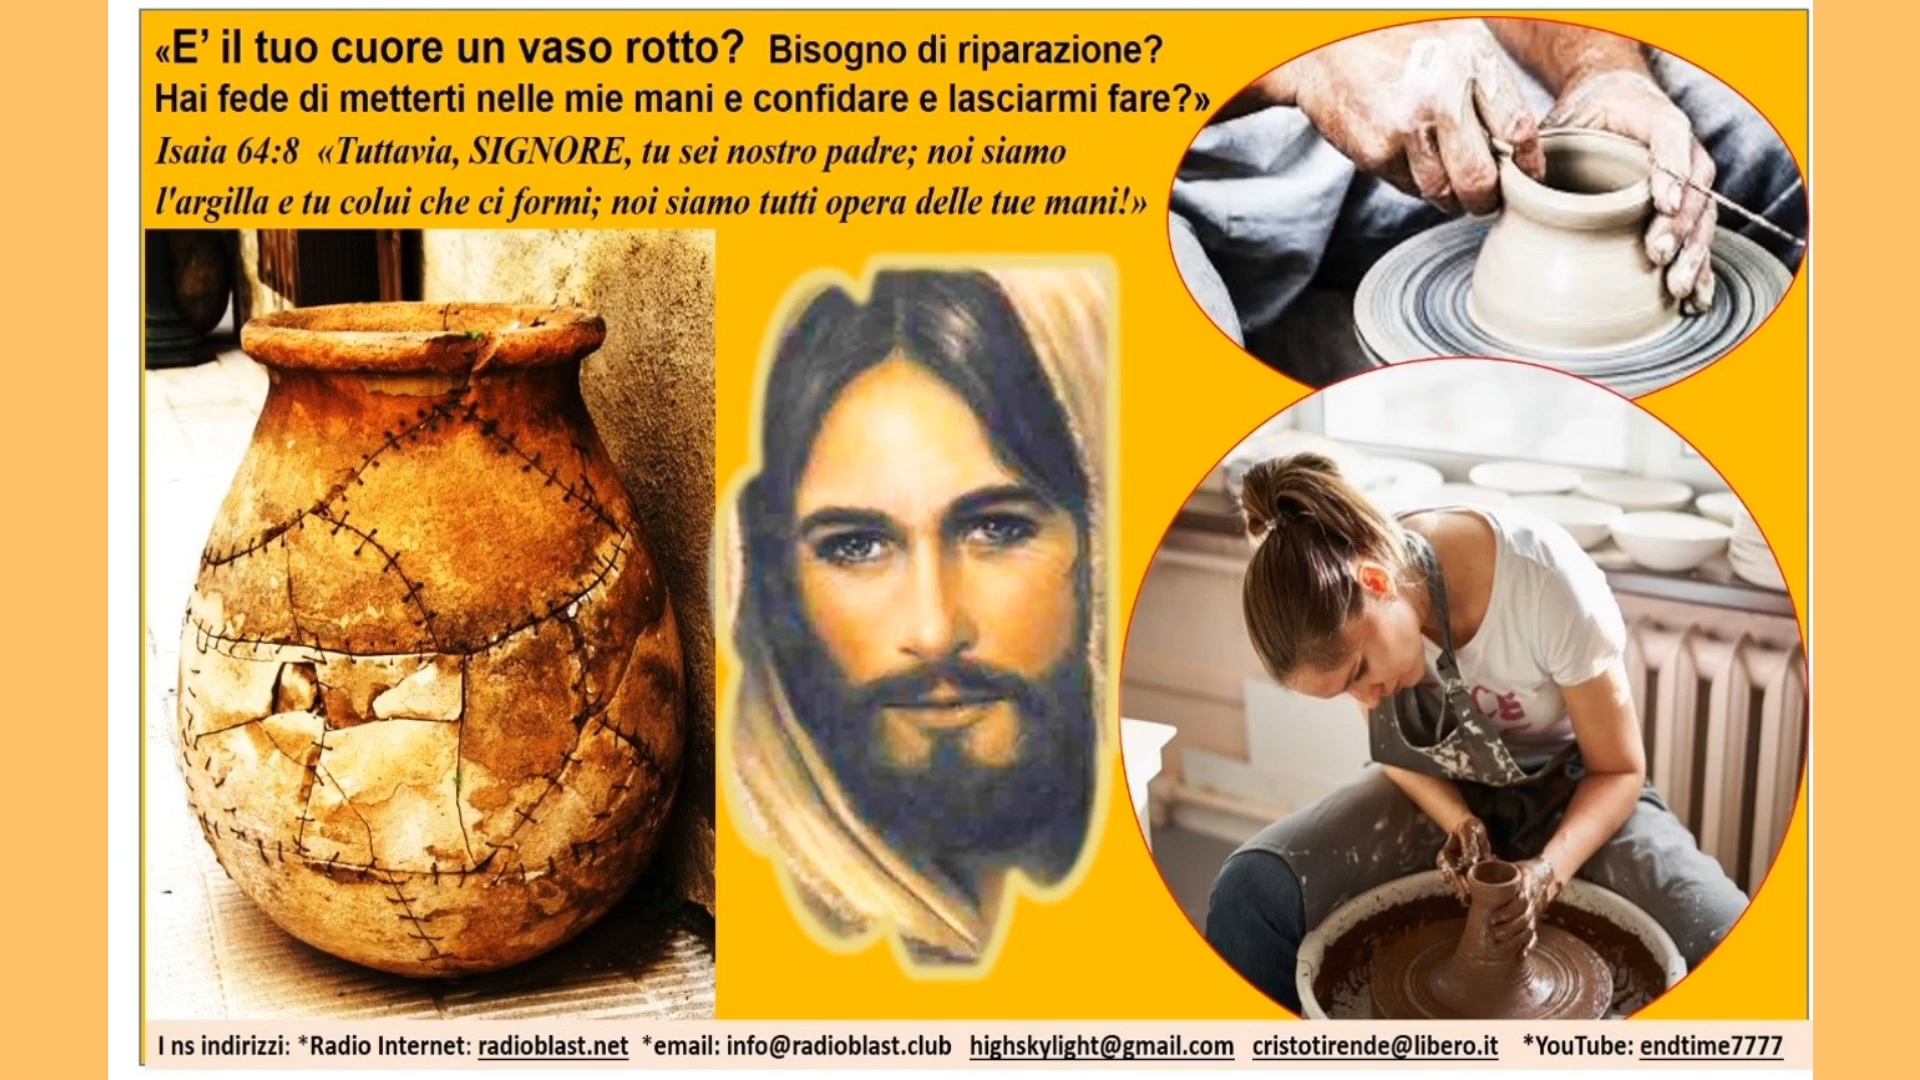 «E’ il tuo cuore un vaso rotto? Bisogno di riparazione?
Hai fede di metterti nelle mie mani e confidare e lasciarmi fare?»
Isaia 64:8 «Tuttavia, SIGNORE, tu sei nostro padre; noi siamo
l'argilla e tu colui che ci formi; noi siamo tutti opera delle tue mani!»
I ns indirizzi: *Radio Internet: radioblast.net *email: info@radioblast.club highskylight@gmail.com cristotirende@libero.it *YouTube: endtime7777